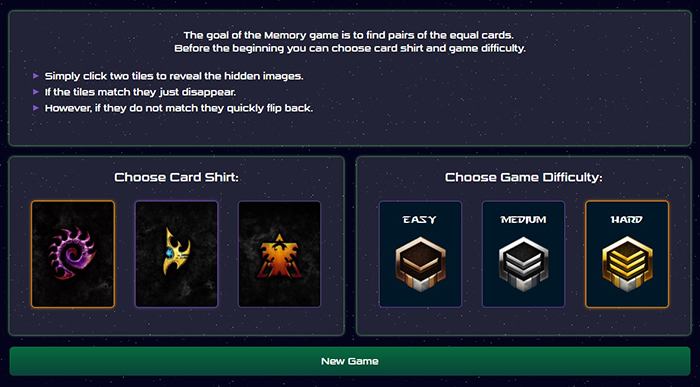 The goal of the Memory game is to find pairs of the equal cards.
Before the beginning you can choose card shirt and game difficulty.
Simply click two tiles to reveal the hidden images.
If the tiles match they just disappear.
However, if they do not match they quickly flip back.
Choose Card Shirt:
Choose Game Difficulty:
EASY
MEDIUM
HARD
New Game